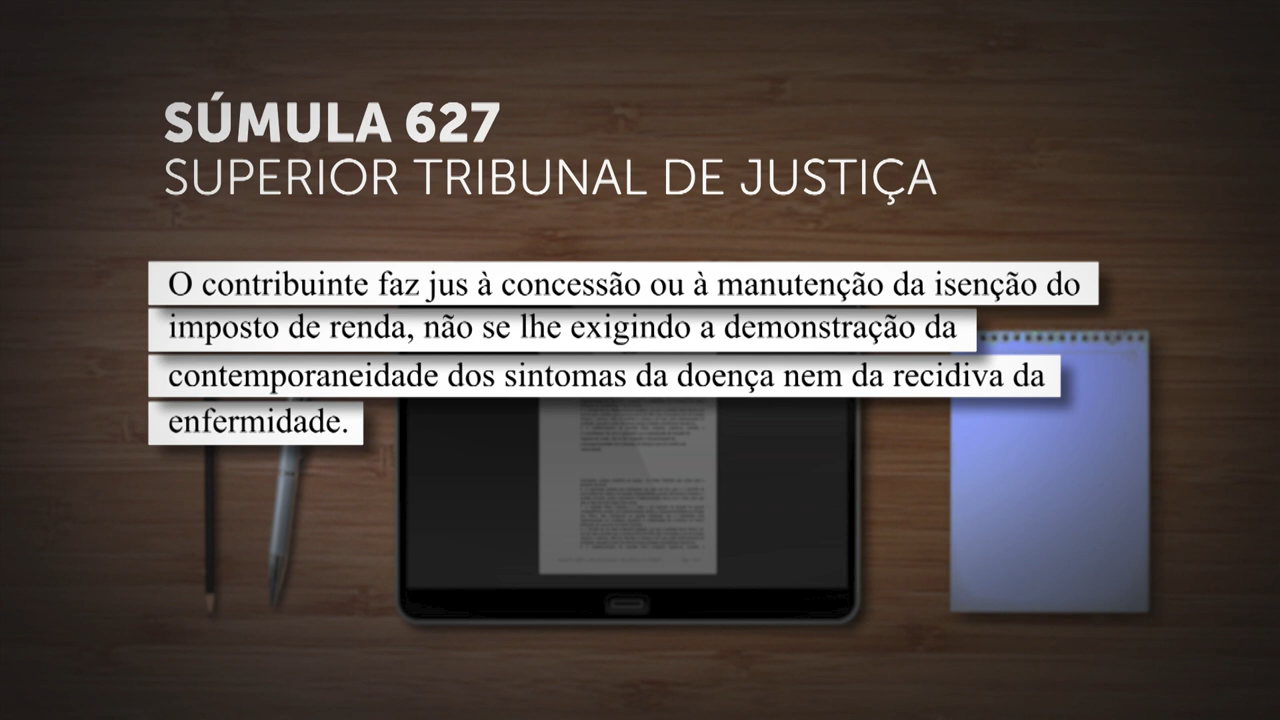 SÚMULA 627
SUPERIOR TRIBUNAL DE JUSTIÇA
O contribuinte faz jus à concessão ou à manutenção da isenção do
imposto de renda, não se lhe exigindo a demonstração da
contemporaneidade dos sintomas da doença nem da recidiva da
enfermidade.